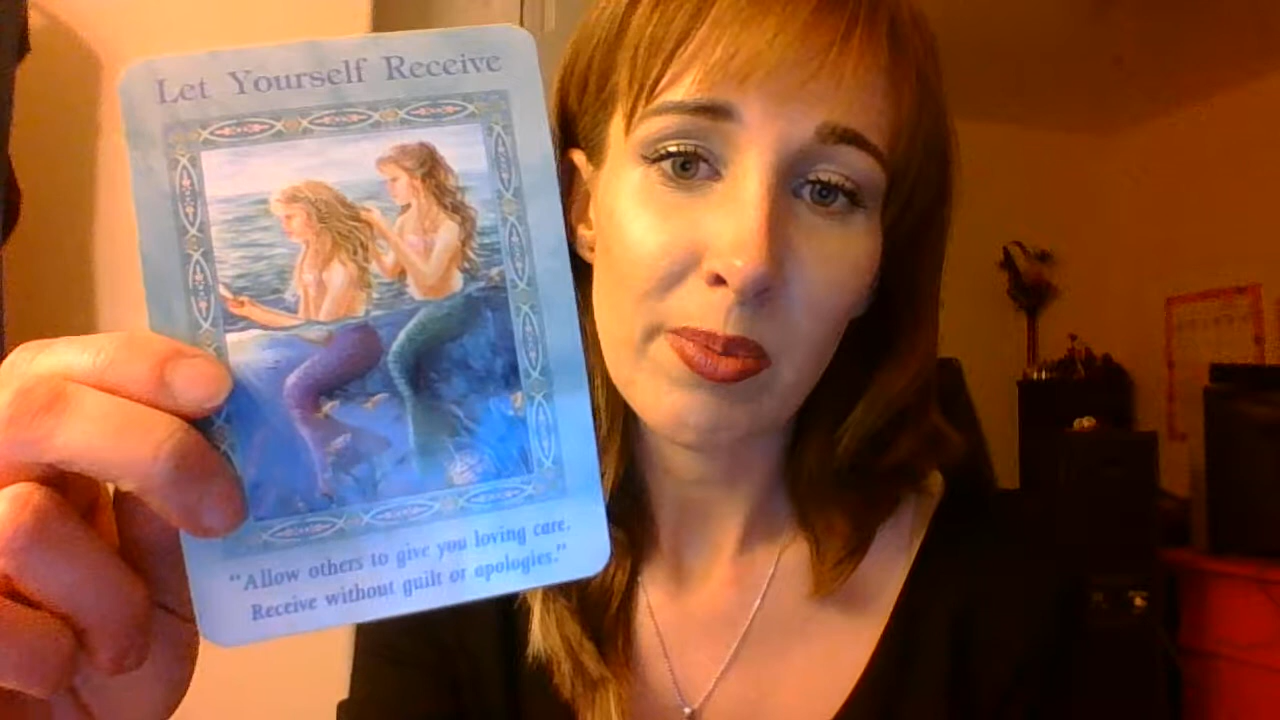 Let Yourself Receive
“Allow others to give you loving care.
Receive without guilt or apologies.”